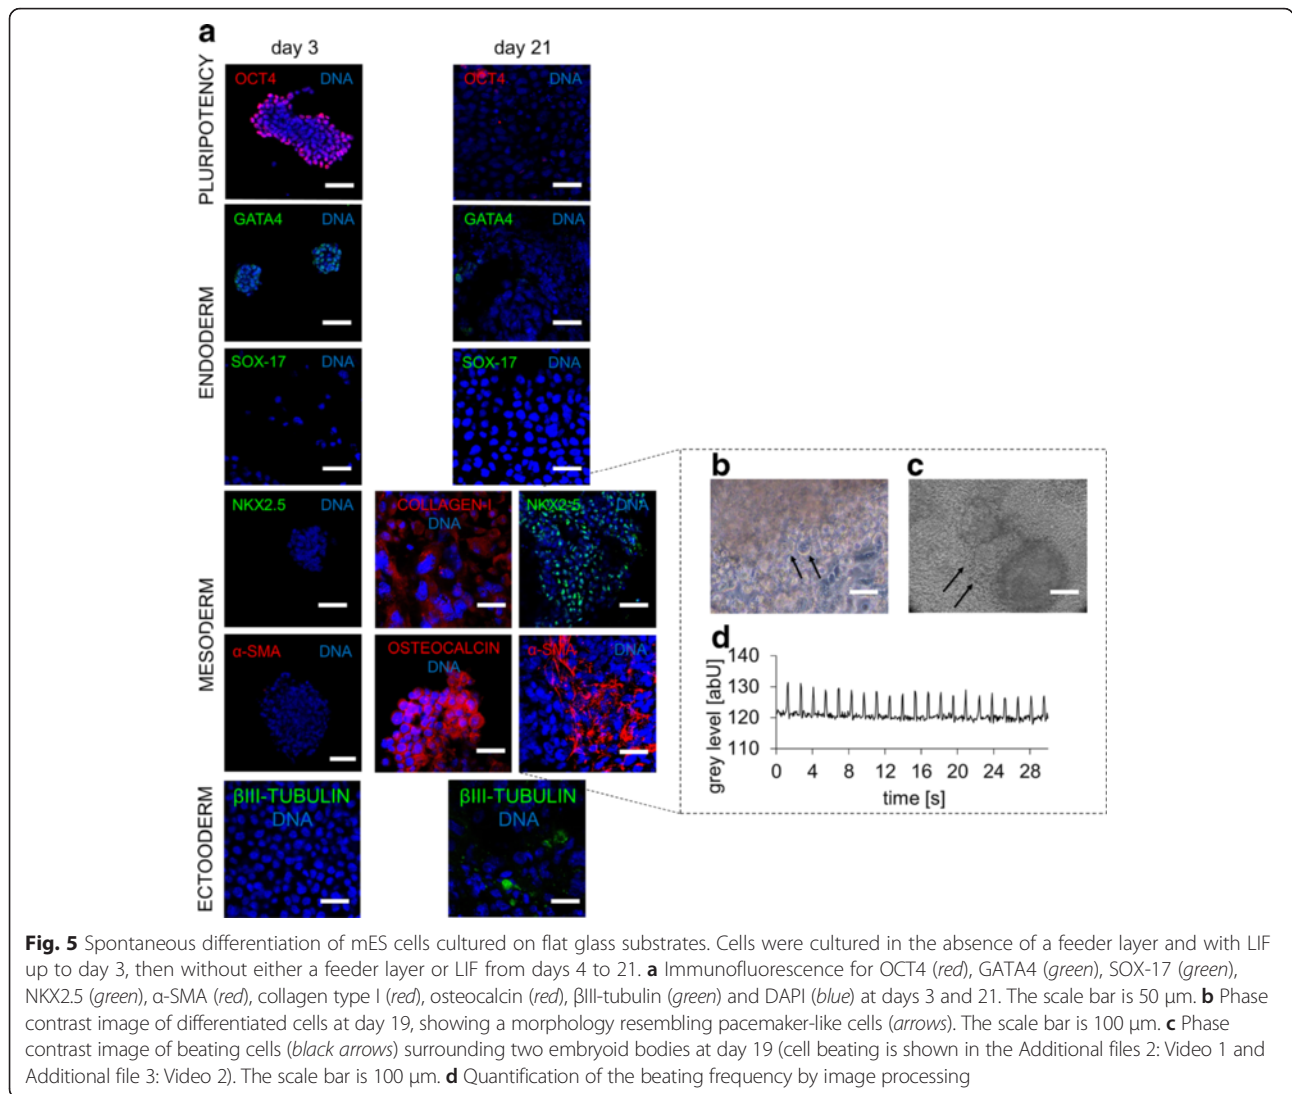 a
day 3
day 21
PLURIPOTENCY
OCT4 DNA
OCT4 DNA
ENDODERM
GATA4 DNA
GATA4 DNA
SOX-17 DNA
SOX-17 DNA
MESODERM
NKX2.5 DNA
COLLAGEN-I
DNA
NKX2-5 DNA
α-SMA DNA
OSTEOCALCIN
DNA
α-SMA DNA
ECTOODERM
βIII-TUBULIN
DNA
βIII-TUBULIN
DNA
b
c
d
grey level [abU]
140
130
120
110
0 4 8 12 16 20 24 28
time [s]
Fig. 5 Spontaneous differentiation of mES cells cultured on flat glass substrates. Cells were cultured in the absence of a feeder layer and with LIF
up to day 3, then without either a feeder layer or LIF from days 4 to 21. a Immunofluorescence for OCT4 (red), GATA4 (green), SOX-17 (green),
NKX2.5 (green), α-SMA (red), collagen type I (red), osteocalcin (red), βIII-tubulin (green) and DAPI (blue) at days 3 and 21. The scale bar is 50 μm. b Phase
contrast image of differentiated cells at day 19, showing a morphology resembling pacemaker-like cells (arrows). The scale bar is 100 μm. c Phase
contrast image of beating cells (black arrows) surrounding two embryoid bodies at day 19 (cell beating is shown in the Additional files 2: Video 1 and
Additional file 3: Video 2). The scale bar is 100 μm. d Quantification of the beating frequency by image processing